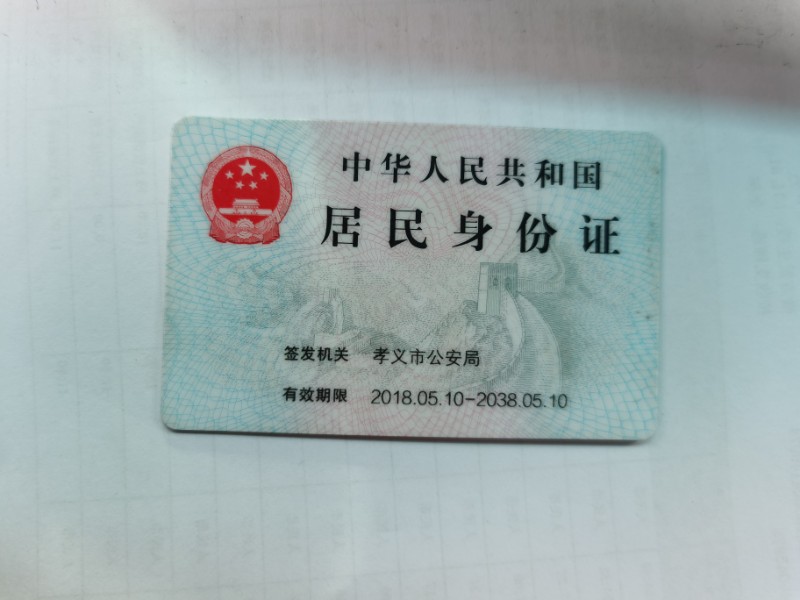 中华人民共和国
居民身份证
签发机关 孝义市公安局
有效期限 2018.05.10-2038.05.10